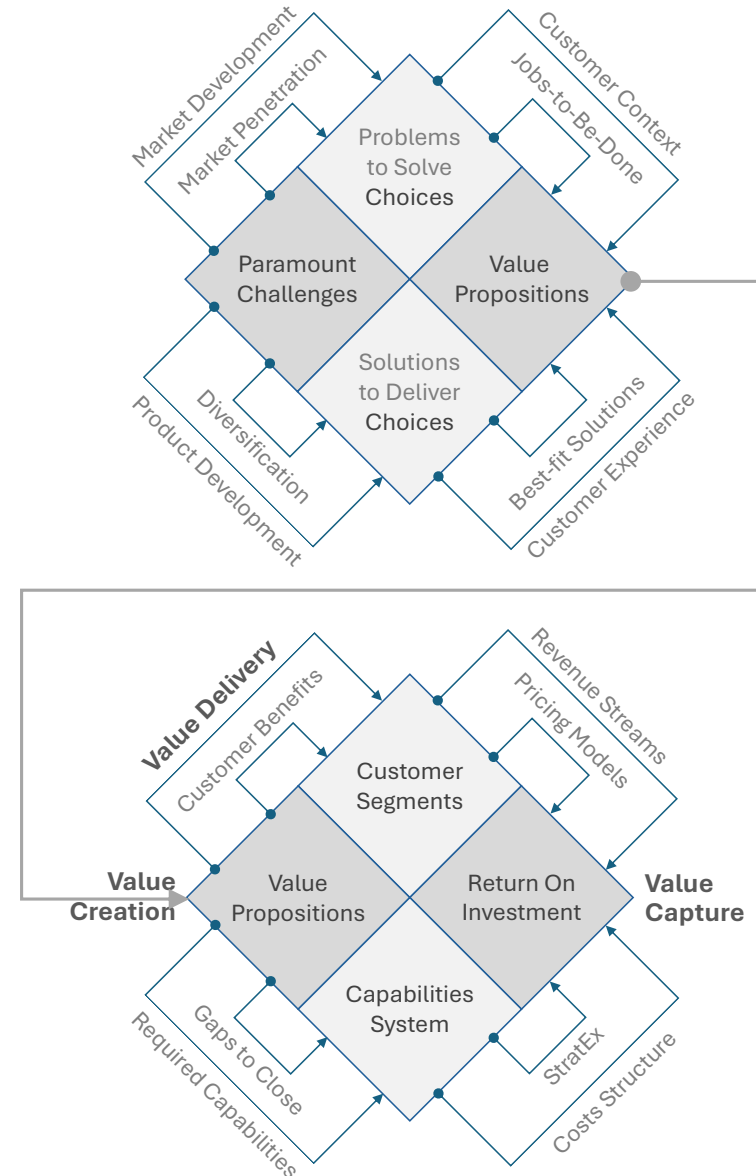 Market Development
Market Penetration
Customer Context
Jobs-to-Be-Done
Problems
to Solve
Choices
Paramount
Challenges
Value
Propositions
Solutions
to Deliver
Choices
Diversification
Product Development
Best-fit Solutions
Customer Experience
Value Delivery
Customer Benefits
Revenue Streams
Pricing Models
Customer
Segments
Value
Creation
Value
Propositions
Return On
Investment
Value
Capture
Capabilities
System
Gaps to Close
Required Capabilities
StratEx
Costs Structure